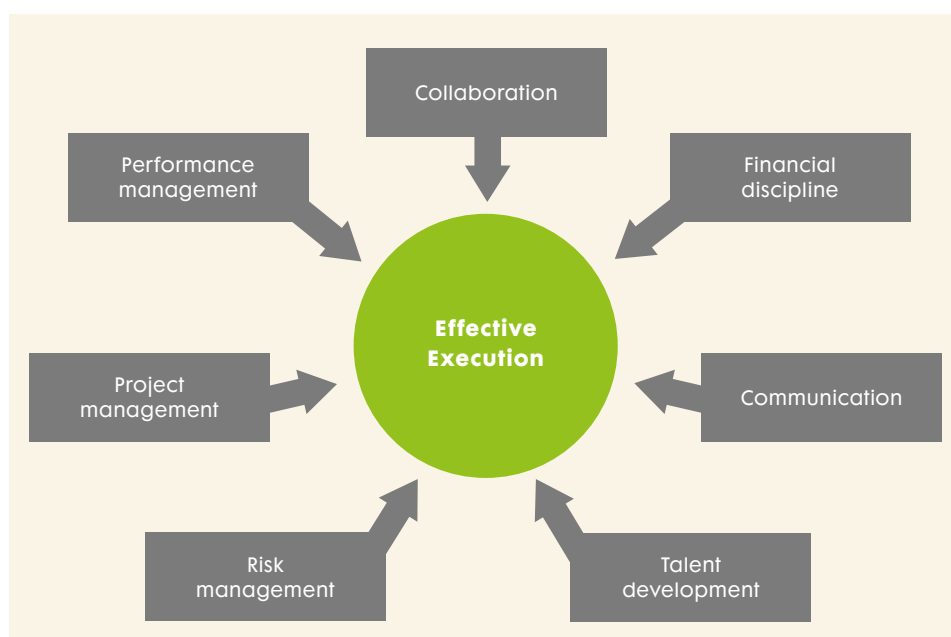 Collaboration
Performance
management
Financial
discipline
Effective
Execution
Project
management
Communication
Risk
management
Talent
development